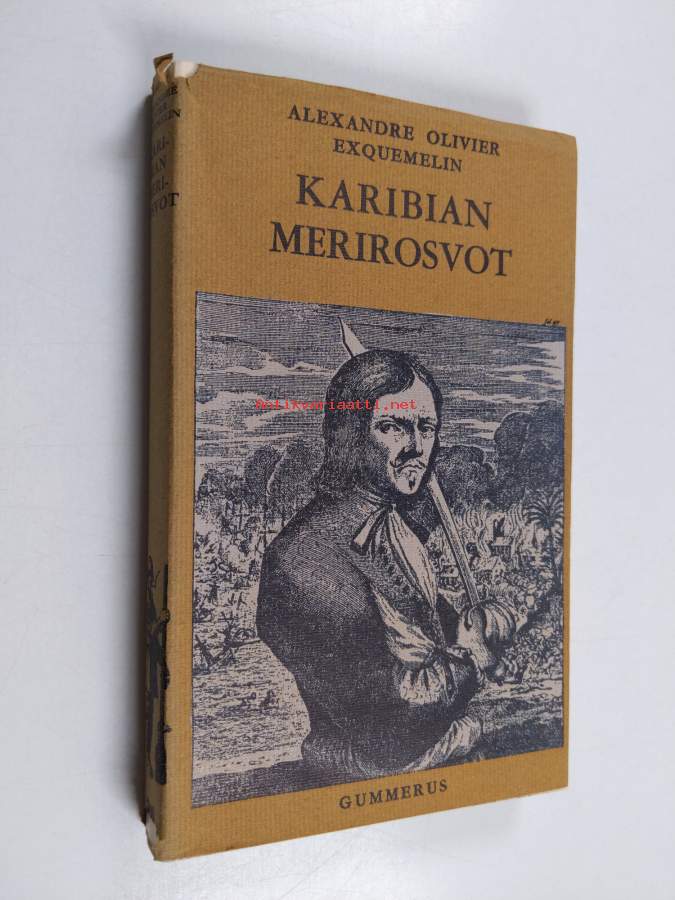 ALEXANDRE OLIVIER
EXQUEMELIN
KARIBIAN
MERIROSVOT
Antikvariaatti.net
GUMMERUS